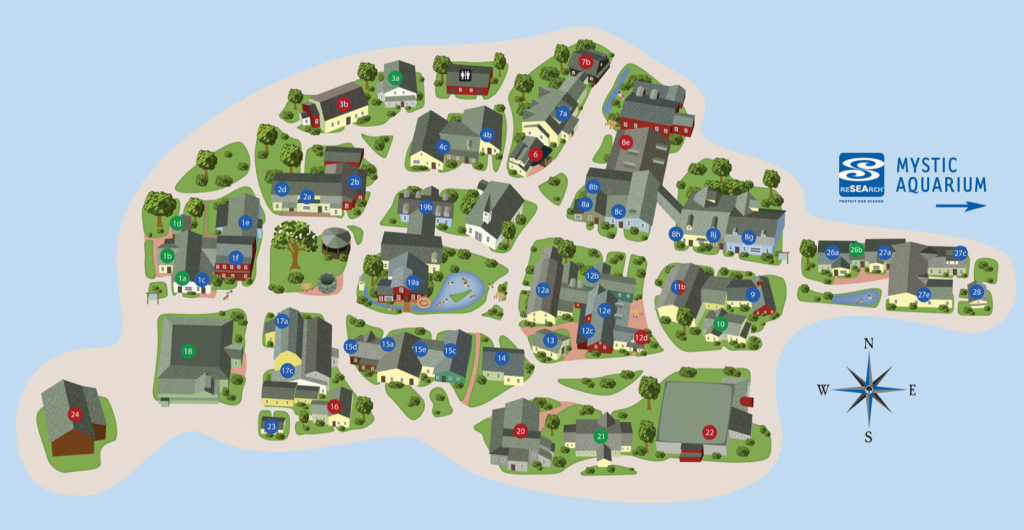 7b
3a
3b
7a
4b
4c
6
8e
2b
2d
2a
8b
8a
8c
19b
1d
1e
8h
8j
8g
1b
1f
1a
1c
19a
12a
12b
11b
9
12e
10
12c
12d
13
26a
26b
27a
27c
27e
28
17a
18
15d
15a
15e
15c
14
17c
16
23
24
20
21
22
reSEArch
PROTECT OUR OCEANS
MYSTIC
AQUARIUM
N
W
E
S